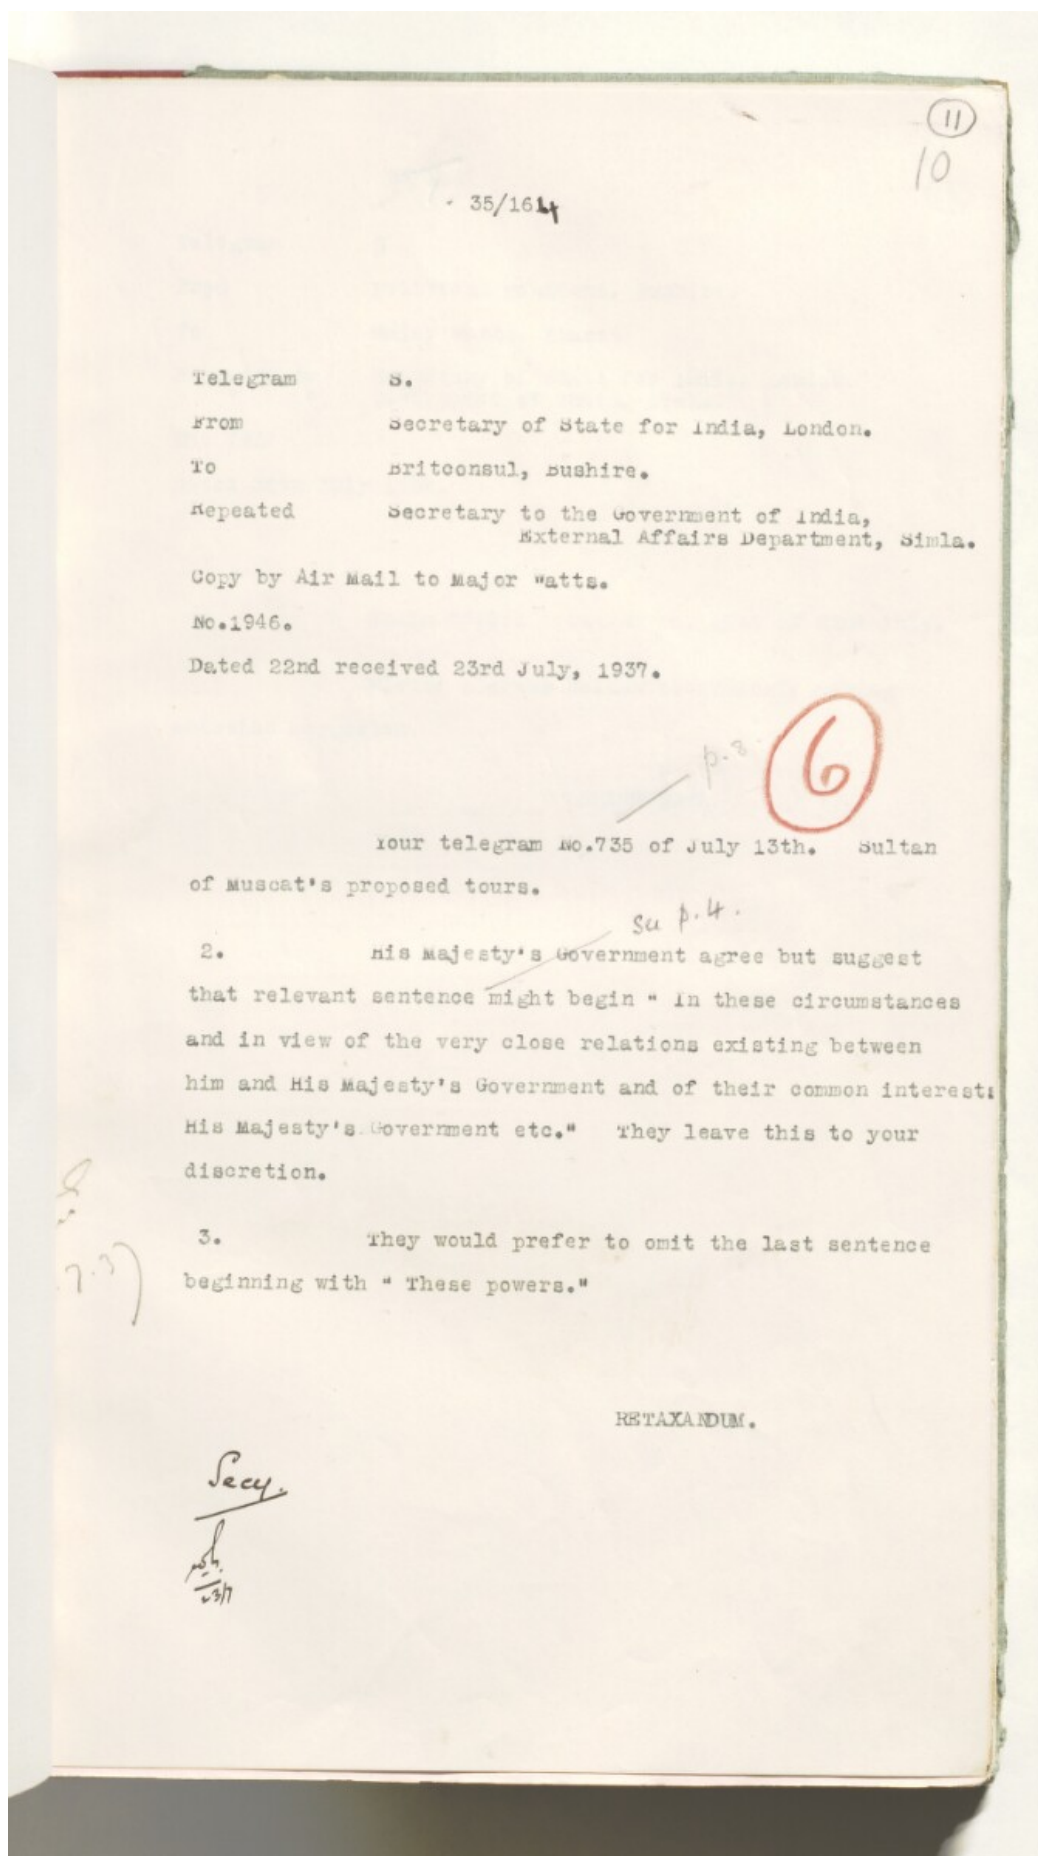 11
10
35/164
Telegram S.
From Secretary of State for India, London.
To Britconsul, Bushire.
Repeated Secretary to the Government of India,
External Affairs Department, Simla.
Copy by Air Mail to Major Watts.
No.1946.
Dated 22nd received 23rd July, 1937.
p.8
6
Your telegram No.735 of July 13th. Sultan
of Muscat's proposed tours.
See p.4.
2. His Majesty's Government agree but suggest
that relevant sentence might begin " In these circumstances
and in view of the very close relations existing between
him and His Majesty's Government and of their common interests
His Majesty's Government etc." They leave this to your
discretion.
3. They would prefer to omit the last sentence
beginning with " These powers."
RETAXANDUM.
Secy.
23/7